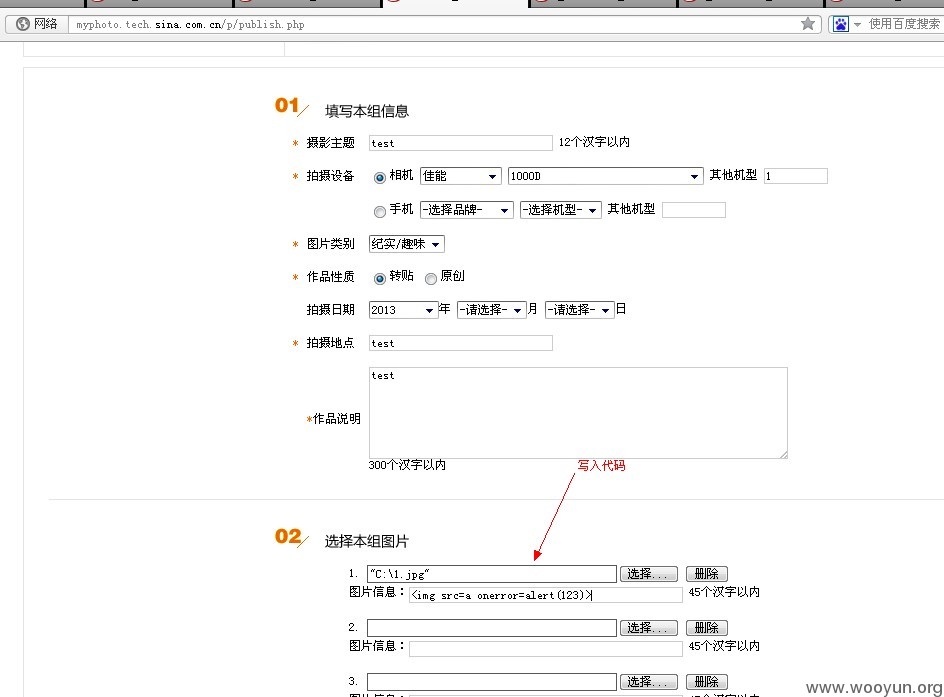 网络 myphoto.tech.sina.com.cn/p/publish.php 使用百度搜索
01 填写本组信息
* 摄影主题 test 12个汉字以内
* 拍摄设备 相机 佳能 1000D 其他机型 1
手机 -选择品牌- -选择机型- 其他机型
* 图片类别 纪实/趣味
* 作品性质 转贴 原创
拍摄日期 2013 年 -请选择- 月 -请选择- 日
* 拍摄地点 test
test
*作品说明
300个汉字以内 写入代码
02 选择本组图片
1. "C:\1.jpg" 选择... 删除
图片信息： <img src=a onerror=alert(123)> 45个汉字以内
2. 选择... 删除
图片信息： 45个汉字以内
3. 选择... 删除
www.wooyun.org